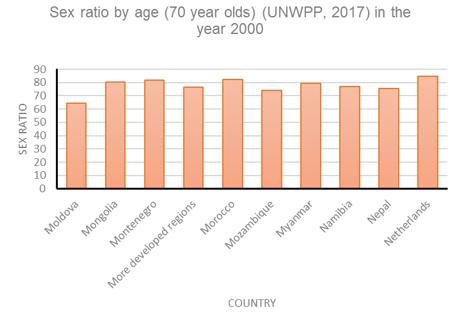 Sex ratio by age (70 year olds) (UNWPP, 2017) in the
year 2000
90
80
70
60
50
40
30
20
10
0
SEX RATIO
Moldova
Mongolia
Montenegro
More developed regions
Morocco
Mozambique
Myanmar
Namibia
Nepal
Netherlands
COUNTRY